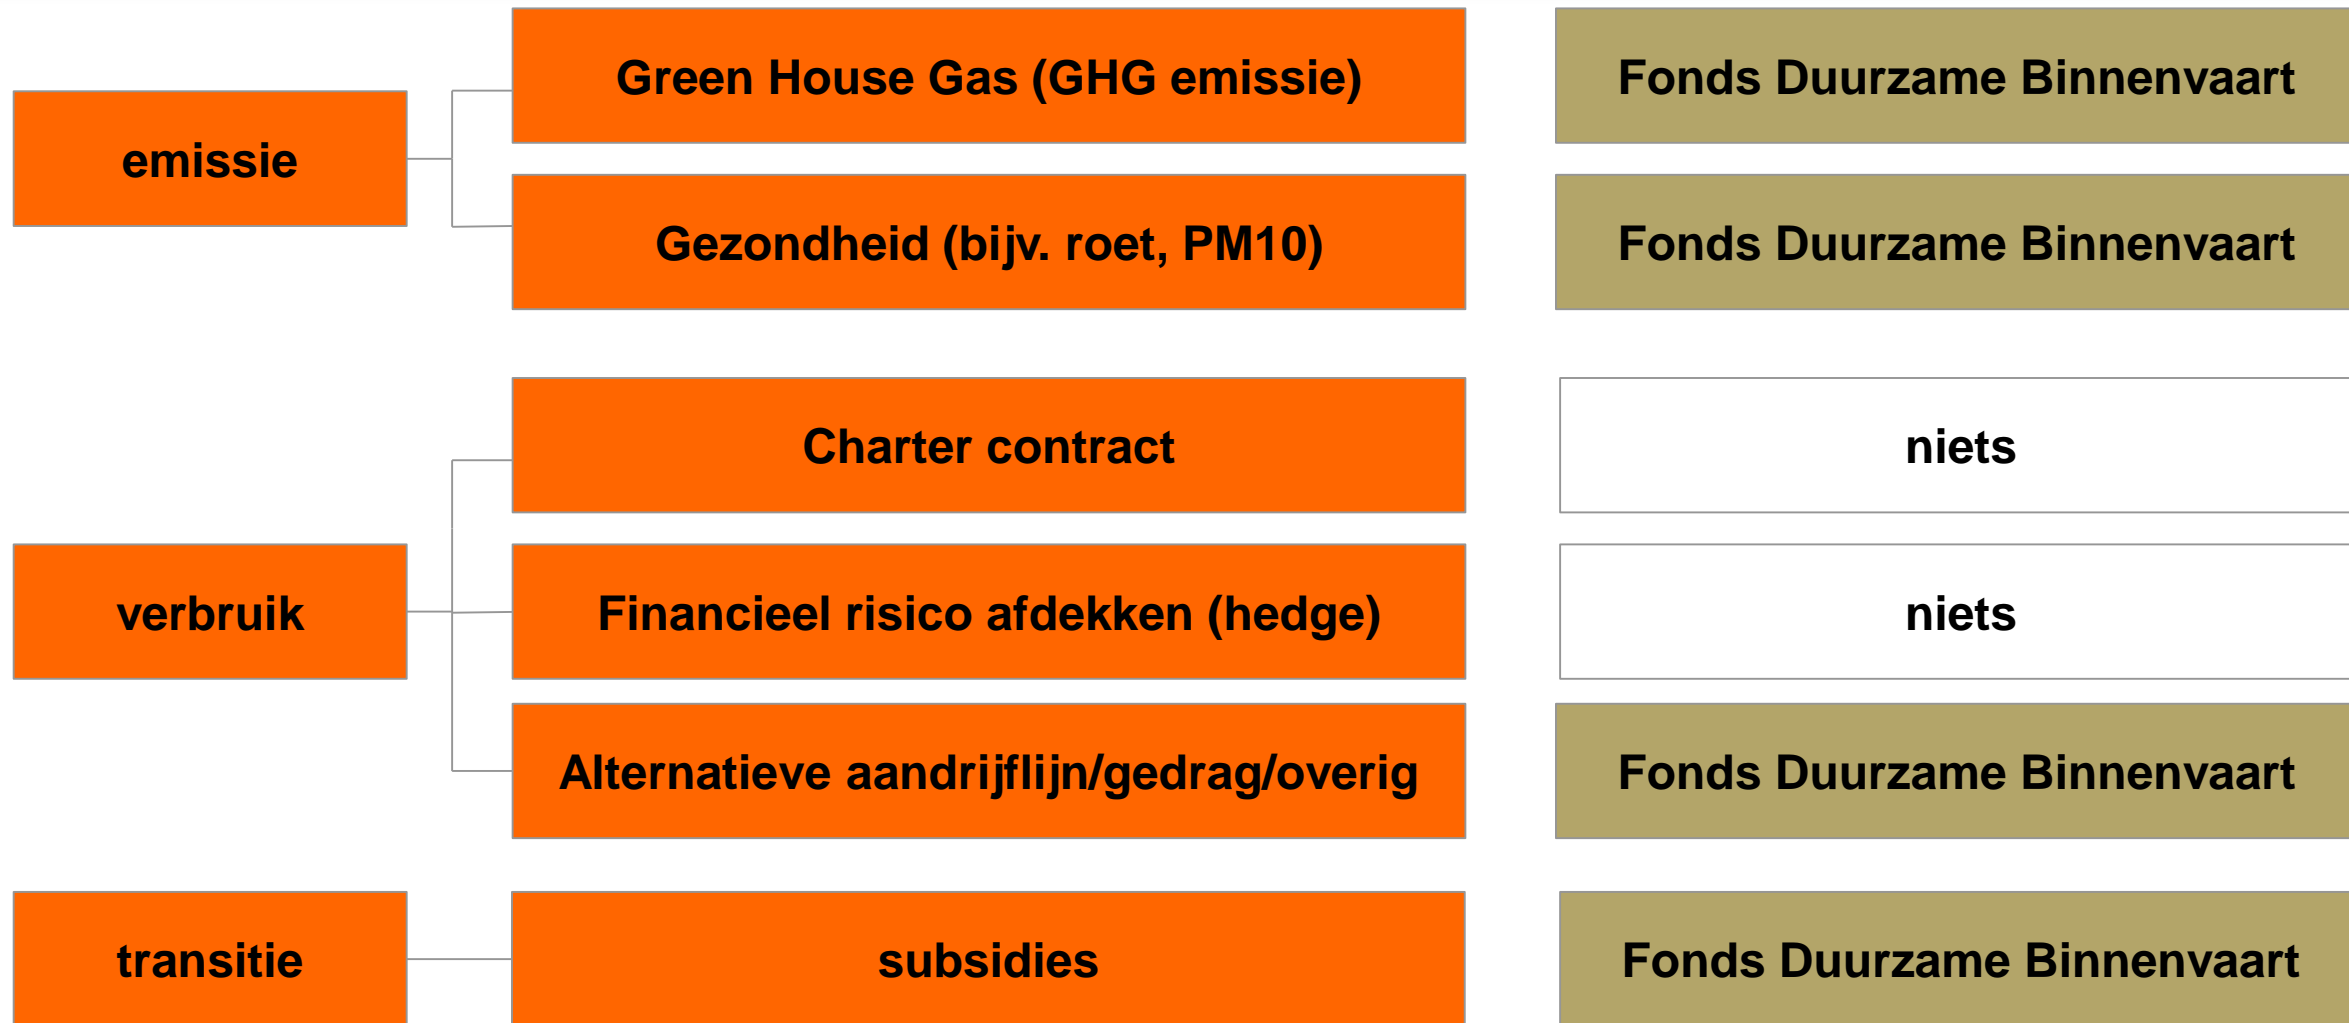 Green House Gas (GHG emissie)
Fonds Duurzame Binnenvaart
emissie
Gezondheid (bijv. roet, PM10)
Fonds Duurzame Binnenvaart
Charter contract
niets
verbruik
Financieel risico afdekken (hedge)
niets
Alternatieve aandrijflijn/gedrag/overig
Fonds Duurzame Binnenvaart
transitie
subsidies
Fonds Duurzame Binnenvaart